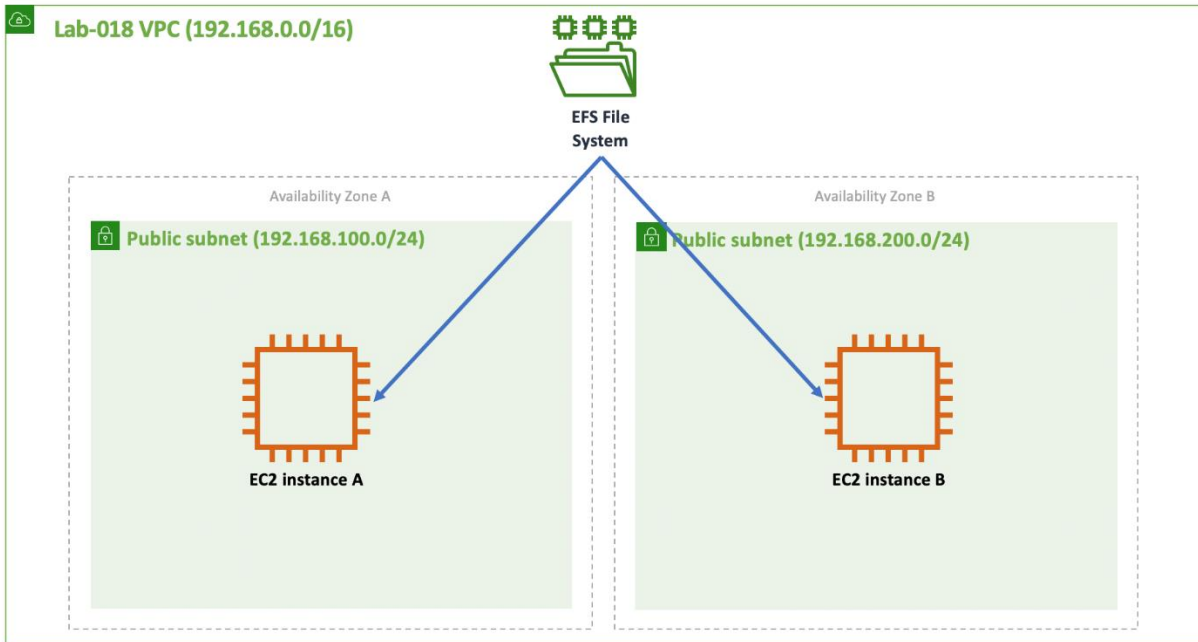 Lab-018 VPC (192.168.0.0/16)
EFS File
System
Availability Zone A
Public subnet (192.168.100.0/24)
EC2 instance A
Availability Zone B
Public subnet (192.168.200.0/24)
EC2 instance B